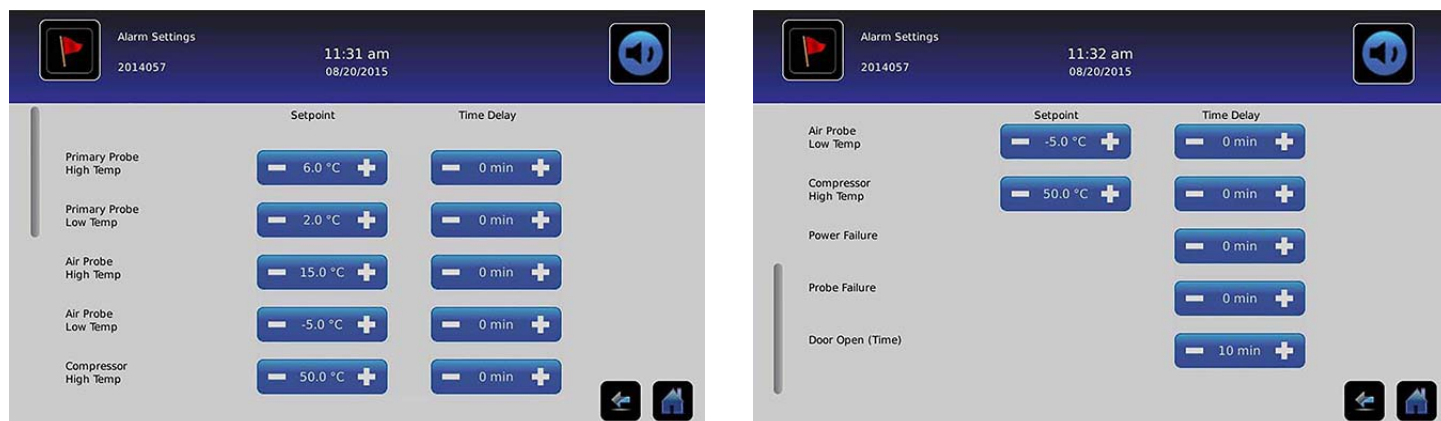 Alarm Settings
11:31 am
2014057
08/20/2015
Setpoint Time Delay
Primary Probe
High Temp
− 6.0 °C + − 0 min +
Primary Probe
Low Temp
− 2.0 °C + − 0 min +
Air Probe
High Temp
− 15.0 °C + − 0 min +
Air Probe
Low Temp
− -5.0 °C + − 0 min +
Compressor
High Temp
− 50.0 °C + − 0 min +
Alarm Settings
11:32 am
2014057
08/20/2015
Setpoint Time Delay
Air Probe
Low Temp
− -5.0 °C + − 0 min +
Compressor
High Temp
− 50.0 °C + − 0 min +
Power Failure
− 0 min +
Probe Failure
− 0 min +
Door Open (Time)
− 10 min +